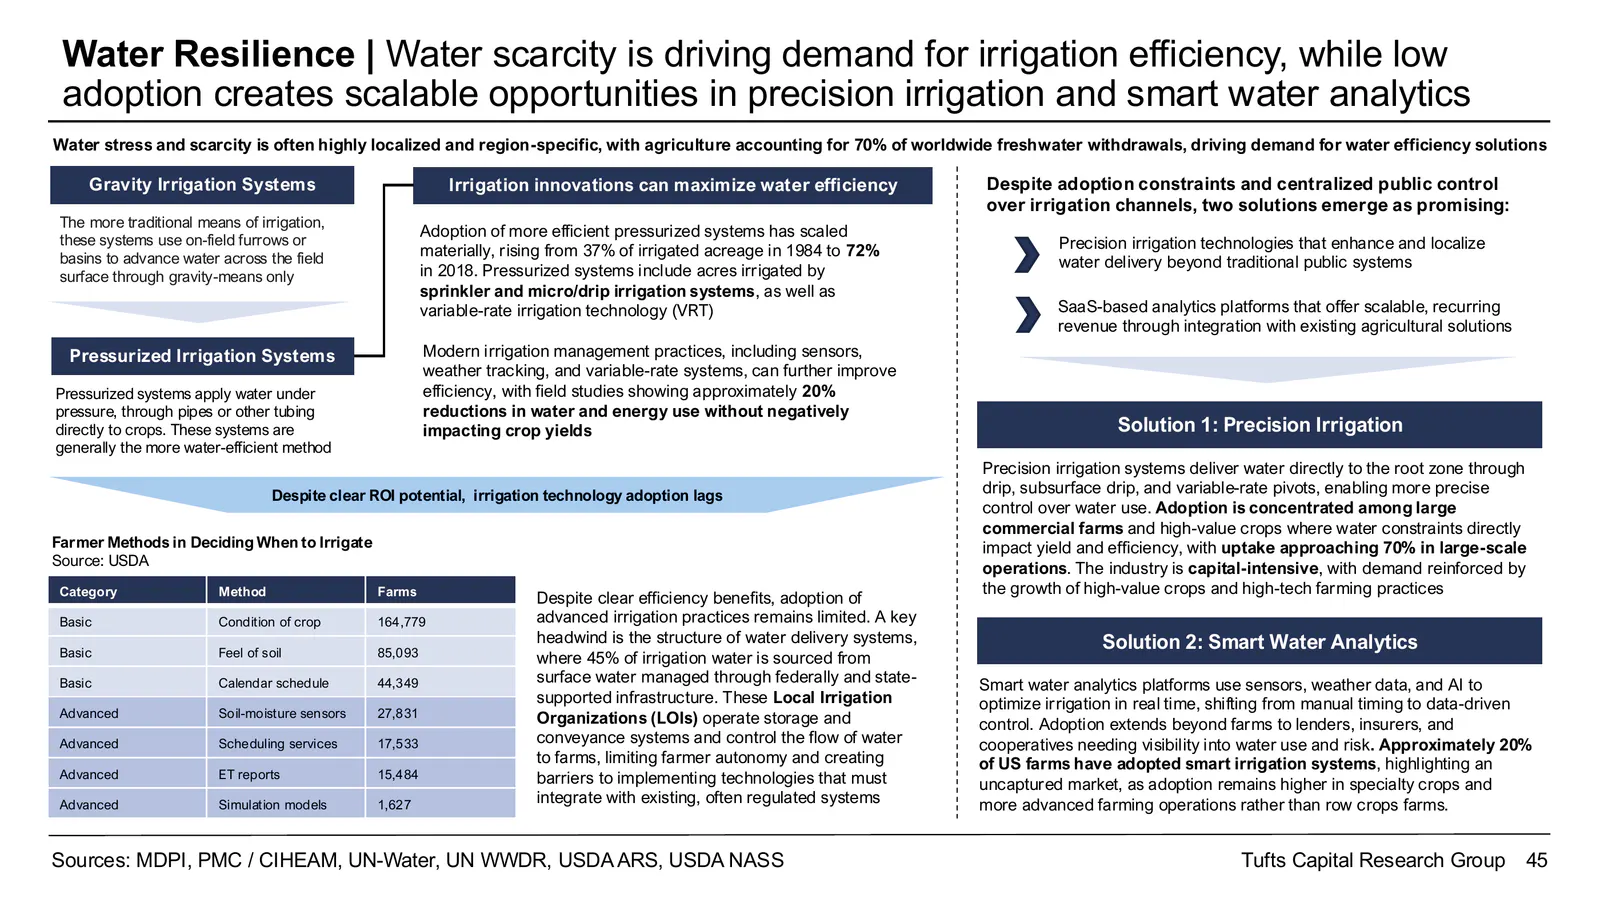 Water Resilience | Water scarcity is driving demand for irrigation efficiency, while low
adoption creates scalable opportunities in precision irrigation and smart water analytics
Water stress and scarcity is often highly localized and region-specific, with agriculture accounting for 70% of worldwide freshwater withdrawals, driving demand for water efficiency solutions
Gravity Irrigation Systems
The more traditional means of irrigation,
these systems use on-field furrows or
basins to advance water across the field
surface through gravity-means only
Pressurized Irrigation Systems
Pressurized systems apply water under
pressure, through pipes or other tubing
directly to crops. These systems are
generally the more water-efficient method
Irrigation innovations can maximize water efficiency
Adoption of more efficient pressurized systems has scaled
materially, rising from 37% of irrigated acreage in 1984 to 72%
in 2018. Pressurized systems include acres irrigated by
sprinkler and micro/drip irrigation systems, as well as
variable-rate irrigation technology (VRT)
Modern irrigation management practices, including sensors,
weather tracking, and variable-rate systems, can further improve
efficiency, with field studies showing approximately 20%
reductions in water and energy use without negatively
impacting crop yields
Despite clear ROI potential, irrigation technology adoption lags
Farmer Methods in Deciding When to Irrigate
Source: USDA
Category Method Farms
Basic Condition of crop 164,779
Basic Feel of soil 85,093
Basic Calendar schedule 44,349
Advanced Soil-moisture sensors 27,831
Advanced Scheduling services 17,533
Advanced ET reports 15,484
Advanced Simulation models 1,627
Despite clear efficiency benefits, adoption of
advanced irrigation practices remains limited. A key
headwind is the structure of water delivery systems,
where 45% of irrigation water is sourced from
surface water managed through federally and state-
supported infrastructure. These Local Irrigation
Organizations (LOIs) operate storage and
conveyance systems and control the flow of water
to farms, limiting farmer autonomy and creating
barriers to implementing technologies that must
integrate with existing, often regulated systems
Despite adoption constraints and centralized public control
over irrigation channels, two solutions emerge as promising:
Precision irrigation technologies that enhance and localize
water delivery beyond traditional public systems
SaaS-based analytics platforms that offer scalable, recurring
revenue through integration with existing agricultural solutions
Solution 1: Precision Irrigation
Precision irrigation systems deliver water directly to the root zone through
drip, subsurface drip, and variable-rate pivots, enabling more precise
control over water use. Adoption is concentrated among large
commercial farms and high-value crops where water constraints directly
impact yield and efficiency, with uptake approaching 70% in large-scale
operations. The industry is capital-intensive, with demand reinforced by
the growth of high-value crops and high-tech farming practices
Solution 2: Smart Water Analytics
Smart water analytics platforms use sensors, weather data, and AI to
optimize irrigation in real time, shifting from manual timing to data-driven
control. Adoption extends beyond farms to lenders, insurers, and
cooperatives needing visibility into water use and risk. Approximately 20%
of US farms have adopted smart irrigation systems, highlighting an
uncaptured market, as adoption remains higher in specialty crops and
more advanced farming operations rather than row crops farms.
Sources: MDPI, PMC / CIHEAM, UN-Water, UN WWDR, USDA ARS, USDA NASS
Tufts Capital Research Group 45